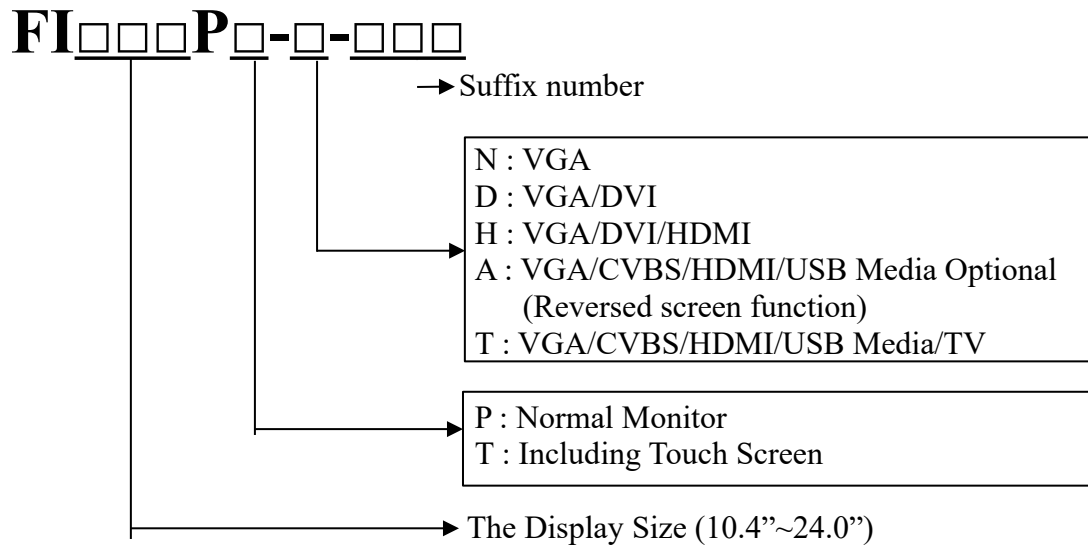 FI□□□P□-□-□□□
Suffix number
N : VGA
D : VGA/DVI
H : VGA/DVI/HDMI
A : VGA/CVBS/HDMI/USB Media Optional
(Reversed screen function)
T : VGA/CVBS/HDMI/USB Media/TV
P : Normal Monitor
T : Including Touch Screen
The Display Size (10.4”~24.0”)